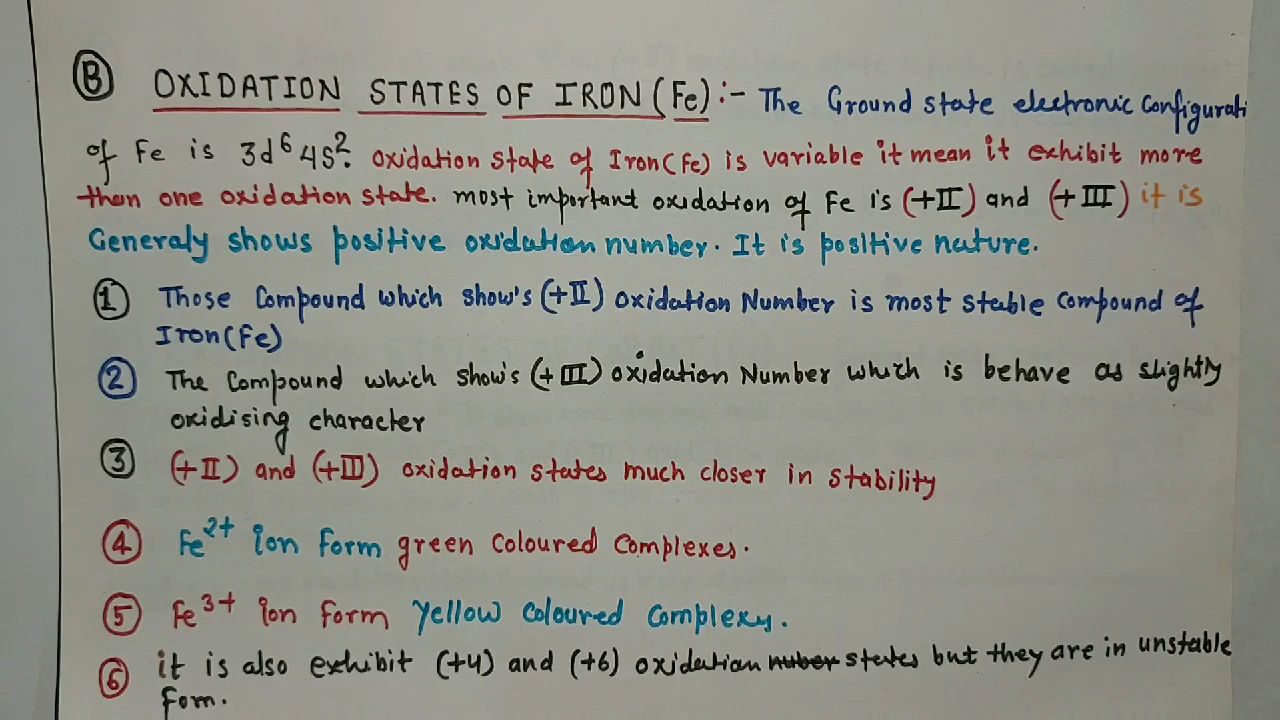 B OXIDATION STATES OF IRON (Fe) :- The Ground state electronic Configurati
of Fe is 3d⁶ 4s². oxidation state of Iron(Fe) is variable it mean it exhibit more
than one oxidation state. most important oxidation of Fe is (+II) and (+III) it is
Generaly shows positive oxidation number. It is positive nature.
① Those Compound which show's (+II) oxidation Number is most stable compound of
Iron(Fe)
② The Compound which show's (+III) oxidation Number which is behave as slightly
oxidising character
③ (+II) and (+III) oxidation states much closer in stability
④ Fe²⁺ ion form green coloured complexes.
⑤ Fe³⁺ ion form yellow coloured complexes.
⑥ it is also exhibit (+4) and (+6) oxidation nuber states but they are in unstable
fom.